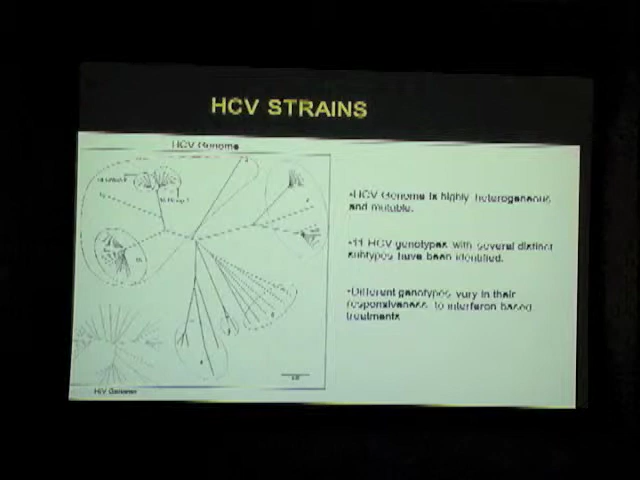 HCV STRAINS
HCV Genome
•HCV Genome is highly heterogeneous
and mutable.
•11 HCV genotypes with several distinct
subtypes have been identified.
•Different genotypes vary in their
responsiveness to interferon based
treatments
HIV Genome